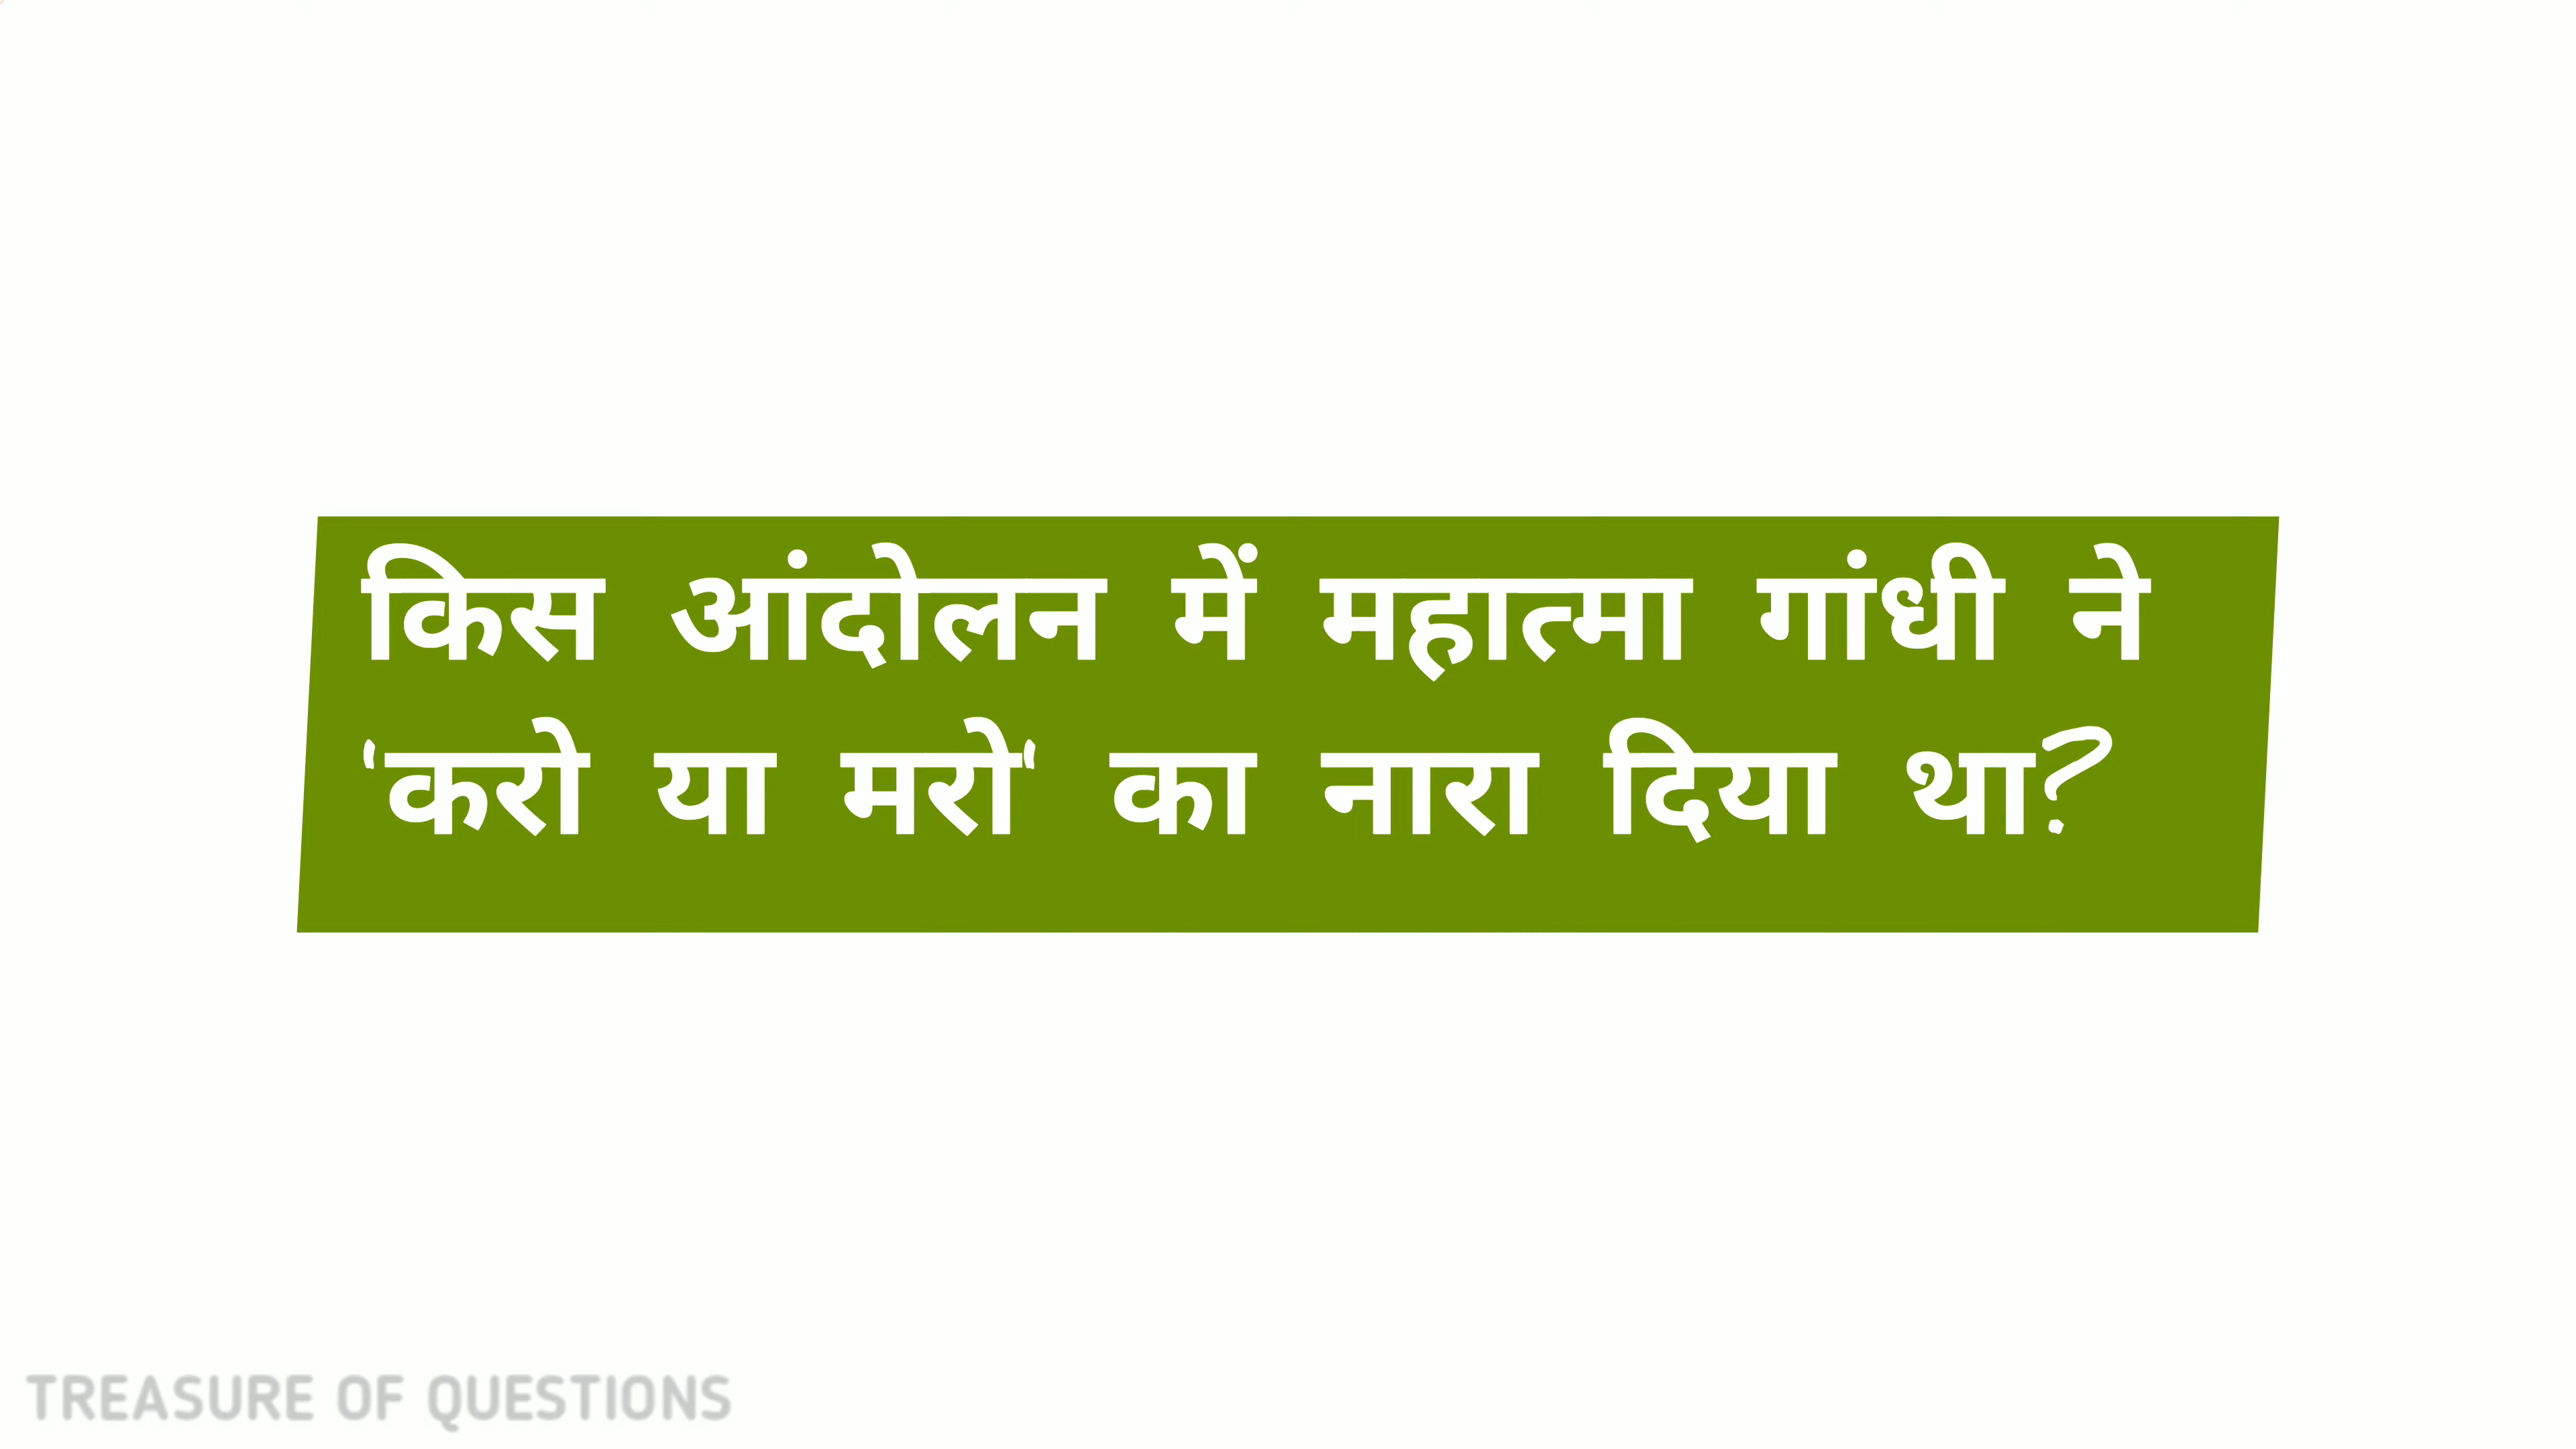 किस आंदोलन में महात्मा गांधी ने
‘करो या मरो‘ का नारा दिया था?
TREASURE OF QUESTIONS